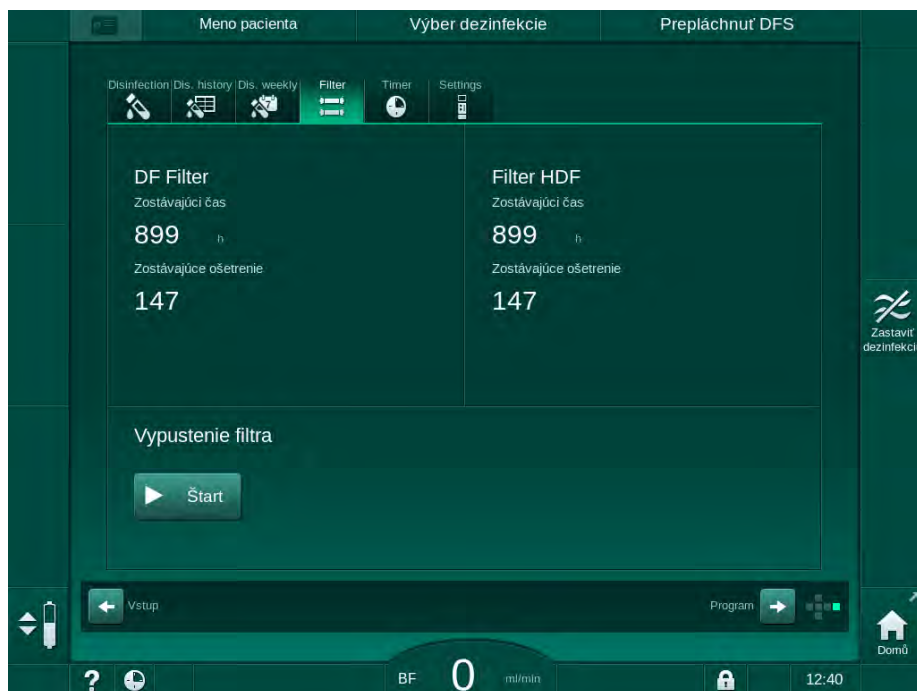 Meno pacienta Výber dezinfekcie Prepláchnuť DFS
Disinfection Dis. history Dis. weekly Filter Timer Settings
7
DF Filter
Zostávajúci čas
899 h
Zostávajúce ošetrenie
147
Filter HDF
Zostávajúci čas
899 h
Zostávajúce ošetrenie
147
Zastaviť
dezinfekci
Vypustenie filtra
Štart
Vstup Program
Domů
? BF 0 ml/min 12:40